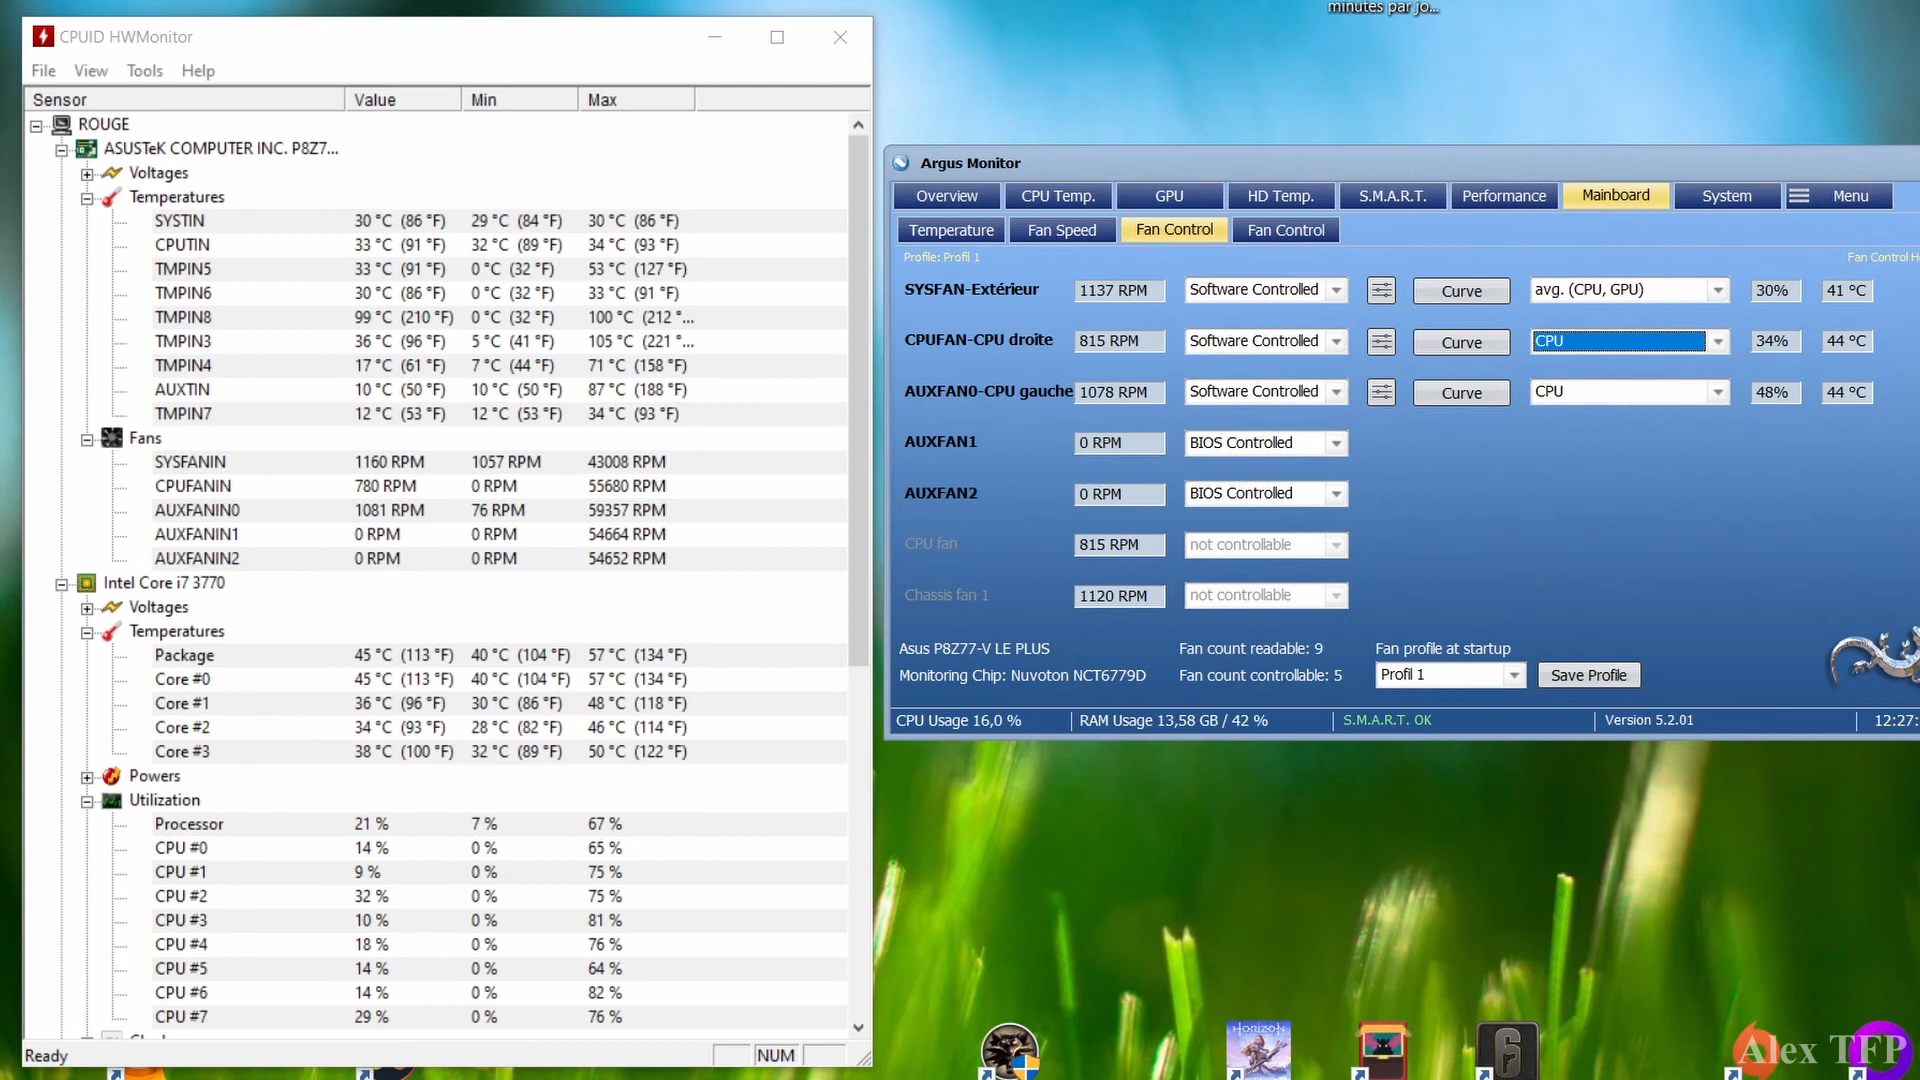 minutes par jo...
CPUID HWMonitor
File View Tools Help
Sensor Value Min Max
ROUGE
ASUSTeK COMPUTER INC. P8Z7...
Voltages
Temperatures
SYSTIN 30 °C (86 °F) 29 °C (84 °F) 30 °C (86 °F)
CPUTIN 33 °C (91 °F) 32 °C (89 °F) 34 °C (93 °F)
TMPIN5 33 °C (91 °F) 0 °C (32 °F) 53 °C (127 °F)
TMPIN6 30 °C (86 °F) 0 °C (32 °F) 33 °C (91 °F)
TMPIN8 99 °C (210 °F) 0 °C (32 °F) 100 °C (212 °...
TMPIN3 36 °C (96 °F) 5 °C (41 °F) 105 °C (221 °...
TMPIN4 17 °C (61 °F) 7 °C (44 °F) 71 °C (158 °F)
AUXTIN 10 °C (50 °F) 10 °C (50 °F) 87 °C (188 °F)
TMPIN7 12 °C (53 °F) 12 °C (53 °F) 34 °C (93 °F)
Fans
SYSFANIN 1160 RPM 1057 RPM 43008 RPM
CPUFANIN 780 RPM 0 RPM 55680 RPM
AUXFANIN0 1081 RPM 76 RPM 59357 RPM
AUXFANIN1 0 RPM 0 RPM 54664 RPM
AUXFANIN2 0 RPM 0 RPM 54652 RPM
Intel Core i7 3770
Voltages
Temperatures
Package 45 °C (113 °F) 40 °C (104 °F) 57 °C (134 °F)
Core #0 45 °C (113 °F) 40 °C (104 °F) 57 °C (134 °F)
Core #1 36 °C (96 °F) 30 °C (86 °F) 48 °C (118 °F)
Core #2 34 °C (93 °F) 28 °C (82 °F) 46 °C (114 °F)
Core #3 38 °C (100 °F) 32 °C (89 °F) 50 °C (122 °F)
Powers
Utilization
Processor 21 % 7 % 67 %
CPU #0 14 % 0 % 65 %
CPU #1 9 % 0 % 75 %
CPU #2 32 % 0 % 75 %
CPU #3 10 % 0 % 81 %
CPU #4 18 % 0 % 76 %
CPU #5 14 % 0 % 64 %
CPU #6 14 % 0 % 82 %
CPU #7 29 % 0 % 76 %
Ready NUM
Argus Monitor
Overview CPU Temp. GPU HD Temp. S.M.A.R.T. Performance Mainboard System Menu
Temperature Fan Speed Fan Control Fan Control
Profile: Profil 1 Fan Control
SYSFAN-Extérieur 1137 RPM Software Controlled Curve avg. (CPU, GPU) 30% 41 °C
CPUFAN-CPU droite 815 RPM Software Controlled Curve CPU 34% 44 °C
AUXFAN0-CPU gauche 1078 RPM Software Controlled Curve CPU 48% 44 °C
AUXFAN1 0 RPM BIOS Controlled
AUXFAN2 0 RPM BIOS Controlled
CPU fan 815 RPM not controllable
Chassis fan 1 1120 RPM not controllable
Asus P8Z77-V LE PLUS Fan count readable: 9 Fan profile at startup
Monitoring Chip: Nuvoton NCT6779D Fan count controllable: 5 Profil 1 Save Profile
CPU Usage 16,0 % RAM Usage 13,58 GB / 42 % S.M.A.R.T. OK Version 5.2.01 12:27:
HORIZON
6
Alex TFP